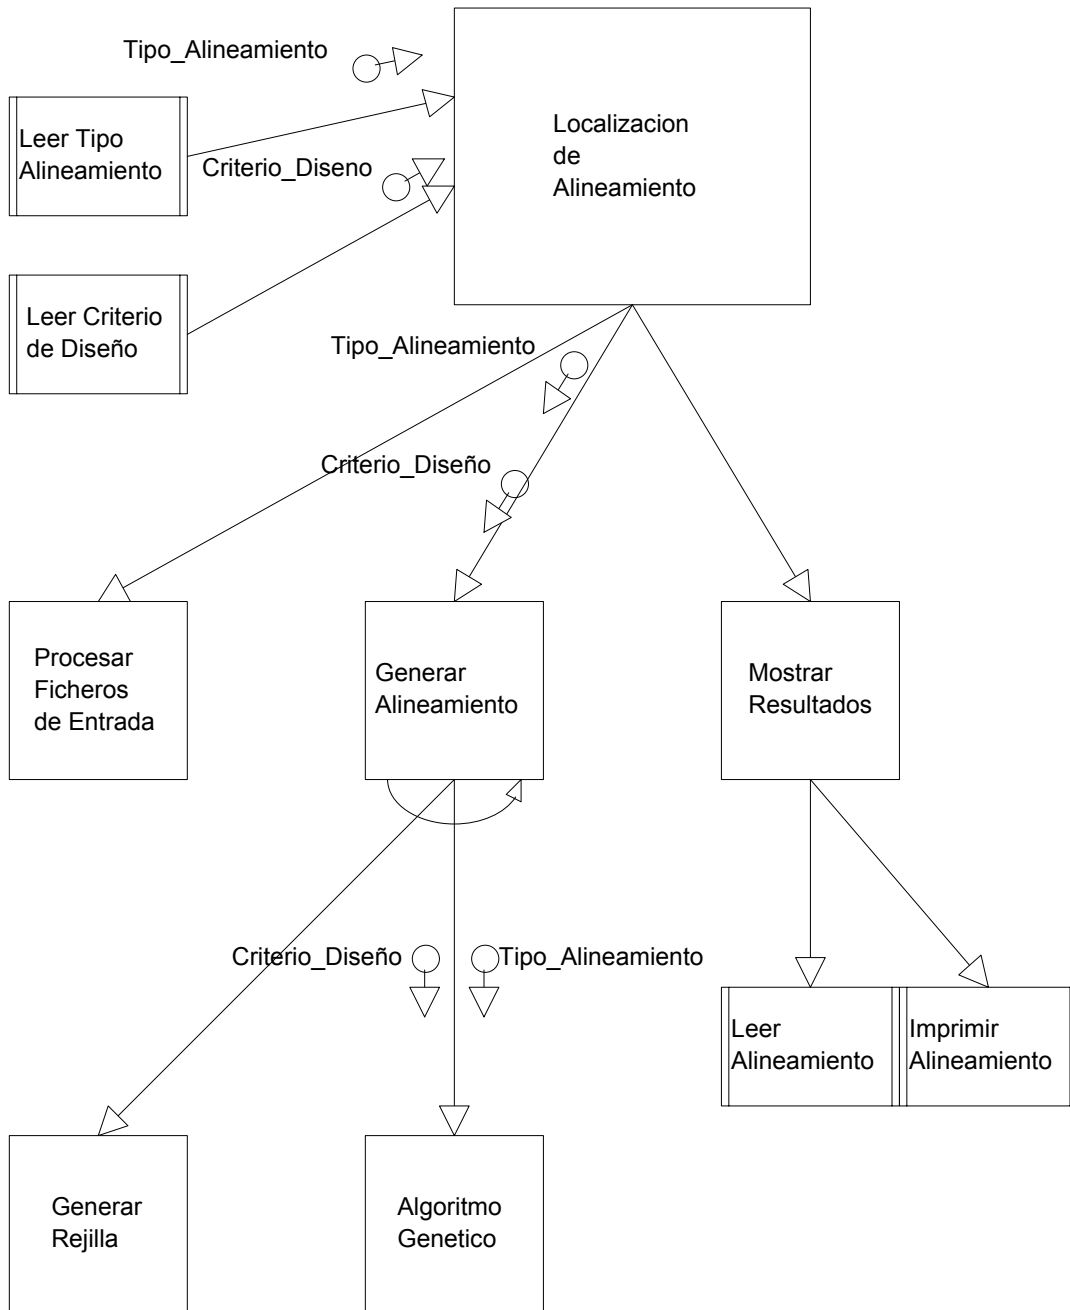 Tipo_Alineamiento
Localizacion
de
Alineamiento
Leer Tipo
Alineamiento
Criterio_Diseno
Leer Criterio
de Diseño
Tipo_Alineamiento
Criterio_Diseño
Procesar
Ficheros
de Entrada
Generar
Alineamiento
Mostrar
Resultados
Criterio_Diseño
Tipo_Alineamiento
Leer
Alineamiento
Imprimir
Alineamiento
Generar
Rejilla
Algoritmo
Genetico